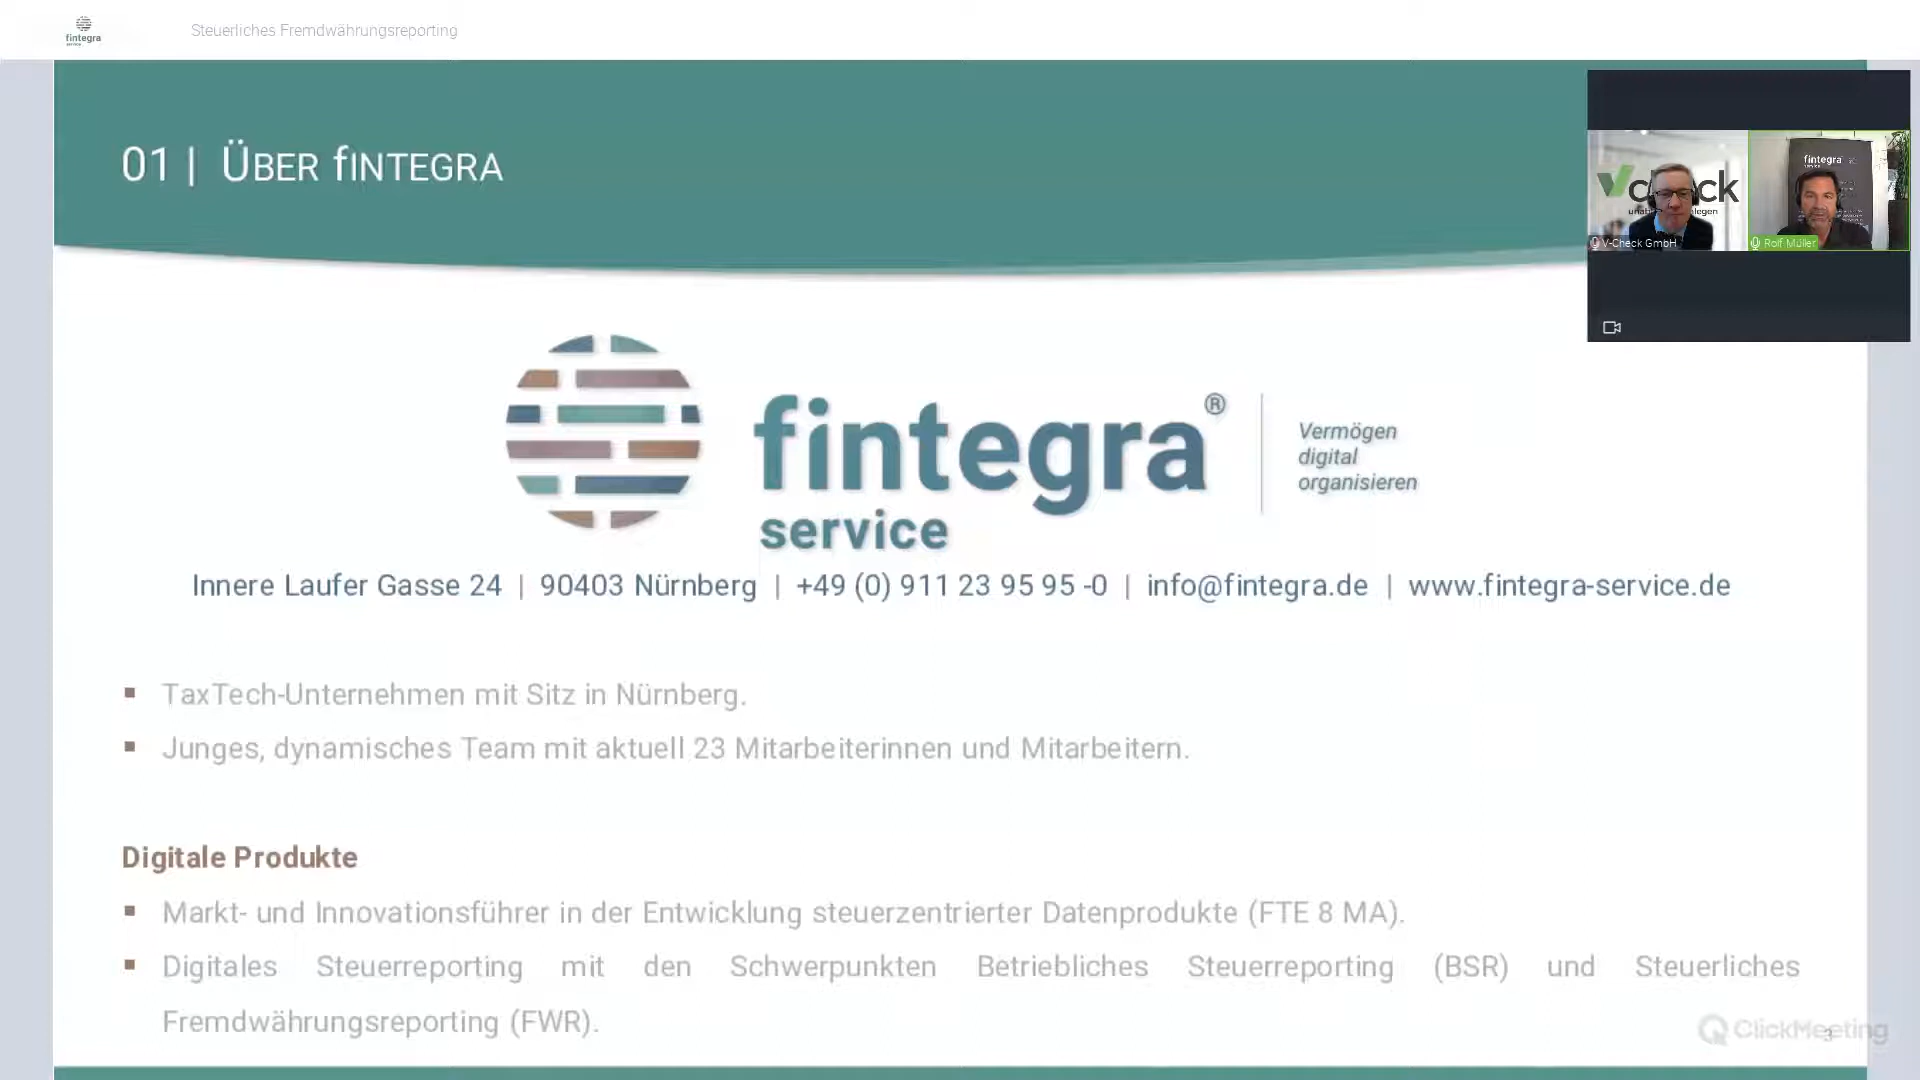 fintegra
service
Steuerliches Fremdwährungsreporting
01 | ÜBER fINTEGRA
Vcheck
V-Check GmbH
fintegra
Rolf Müller
fintegra®
service
Vermögen
digital
organisieren
Innere Laufer Gasse 24 | 90403 Nürnberg | +49 (0) 911 23 95 95 -0 | info@fintegra.de | www.fintegra-service.de
▪ TaxTech-Unternehmen mit Sitz in Nürnberg.
▪ Junges, dynamisches Team mit aktuell 23 Mitarbeiterinnen und Mitarbeitern.
Digitale Produkte
▪ Markt- und Innovationsführer in der Entwicklung steuerzentrierter Datenprodukte (FTE 8 MA).
▪ Digitales Steuerreporting mit den Schwerpunkten Betriebliches Steuerreporting (BSR) und Steuerliches
Fremdwährungsreporting (FWR).
ClickMeeting
3